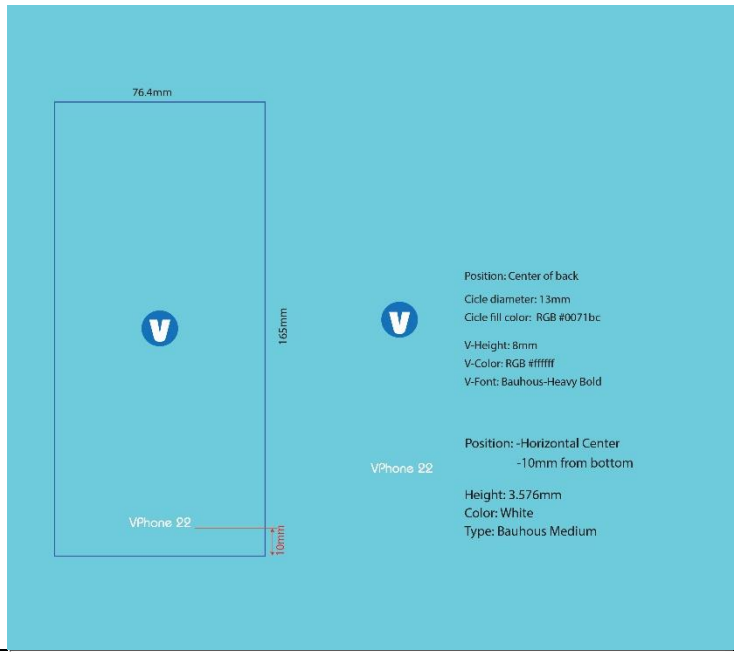 76.4mm
165mm
V
VPhone 22
10mm
V
Position: Center of back
Cicle diameter: 13mm
Cicle fill color: RGB #0071bc
V-Height: 8mm
V-Color: RGB #ffffff
V-Font: Bauhous-Heavy Bold
VPhone 22
Position: -Horizontal Center
-10mm from bottom
Height: 3.576mm
Color: White
Type: Bauhous Medium